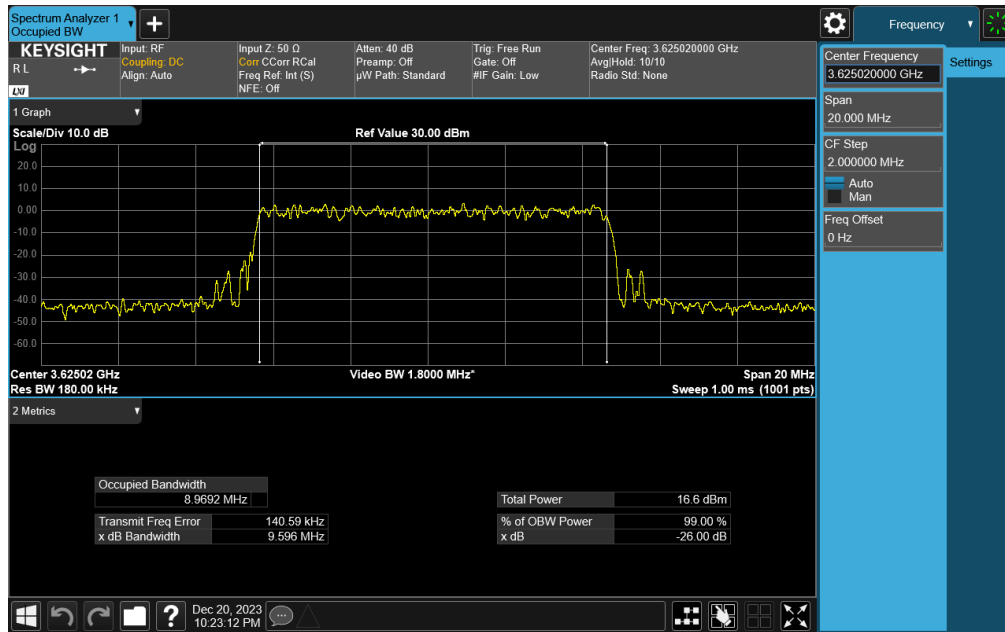 Spectrum Analyzer 1
Occupied BW
Frequency
KEYSIGHT
R L
LXI
Input: RF
Coupling: DC
Align: Auto
Input Z: 50 Ω
Corr CCorr RCal
Freq Ref: Int (S)
NFE: Off
Atten: 40 dB
Preamp: Off
µW Path: Standard
Trig: Free Run
Gate: Off
#IF Gain: Low
Center Freq: 3.625020000 GHz
Avg|Hold: 10/10
Radio Std: None
Center Frequency
3.625020000 GHz
Settings
Span
20.000 MHz
CF Step
2.000000 MHz
Auto
Man
Freq Offset
0 Hz
1 Graph
Scale/Div 10.0 dB
Ref Value 30.00 dBm
Log
20.0
10.0
0.00
-10.0
-20.0
-30.0
-40.0
-50.0
-60.0
Center 3.62502 GHz
Video BW 1.8000 MHz*
Span 20 MHz
Res BW 180.00 kHz
Sweep 1.00 ms (1001 pts)
2 Metrics
Occupied Bandwidth
8.9692 MHz
Total Power 16.6 dBm
Transmit Freq Error 140.59 kHz
% of OBW Power 99.00 %
x dB Bandwidth 9.596 MHz
x dB -26.00 dB
Dec 20, 2023
10:23:12 PM